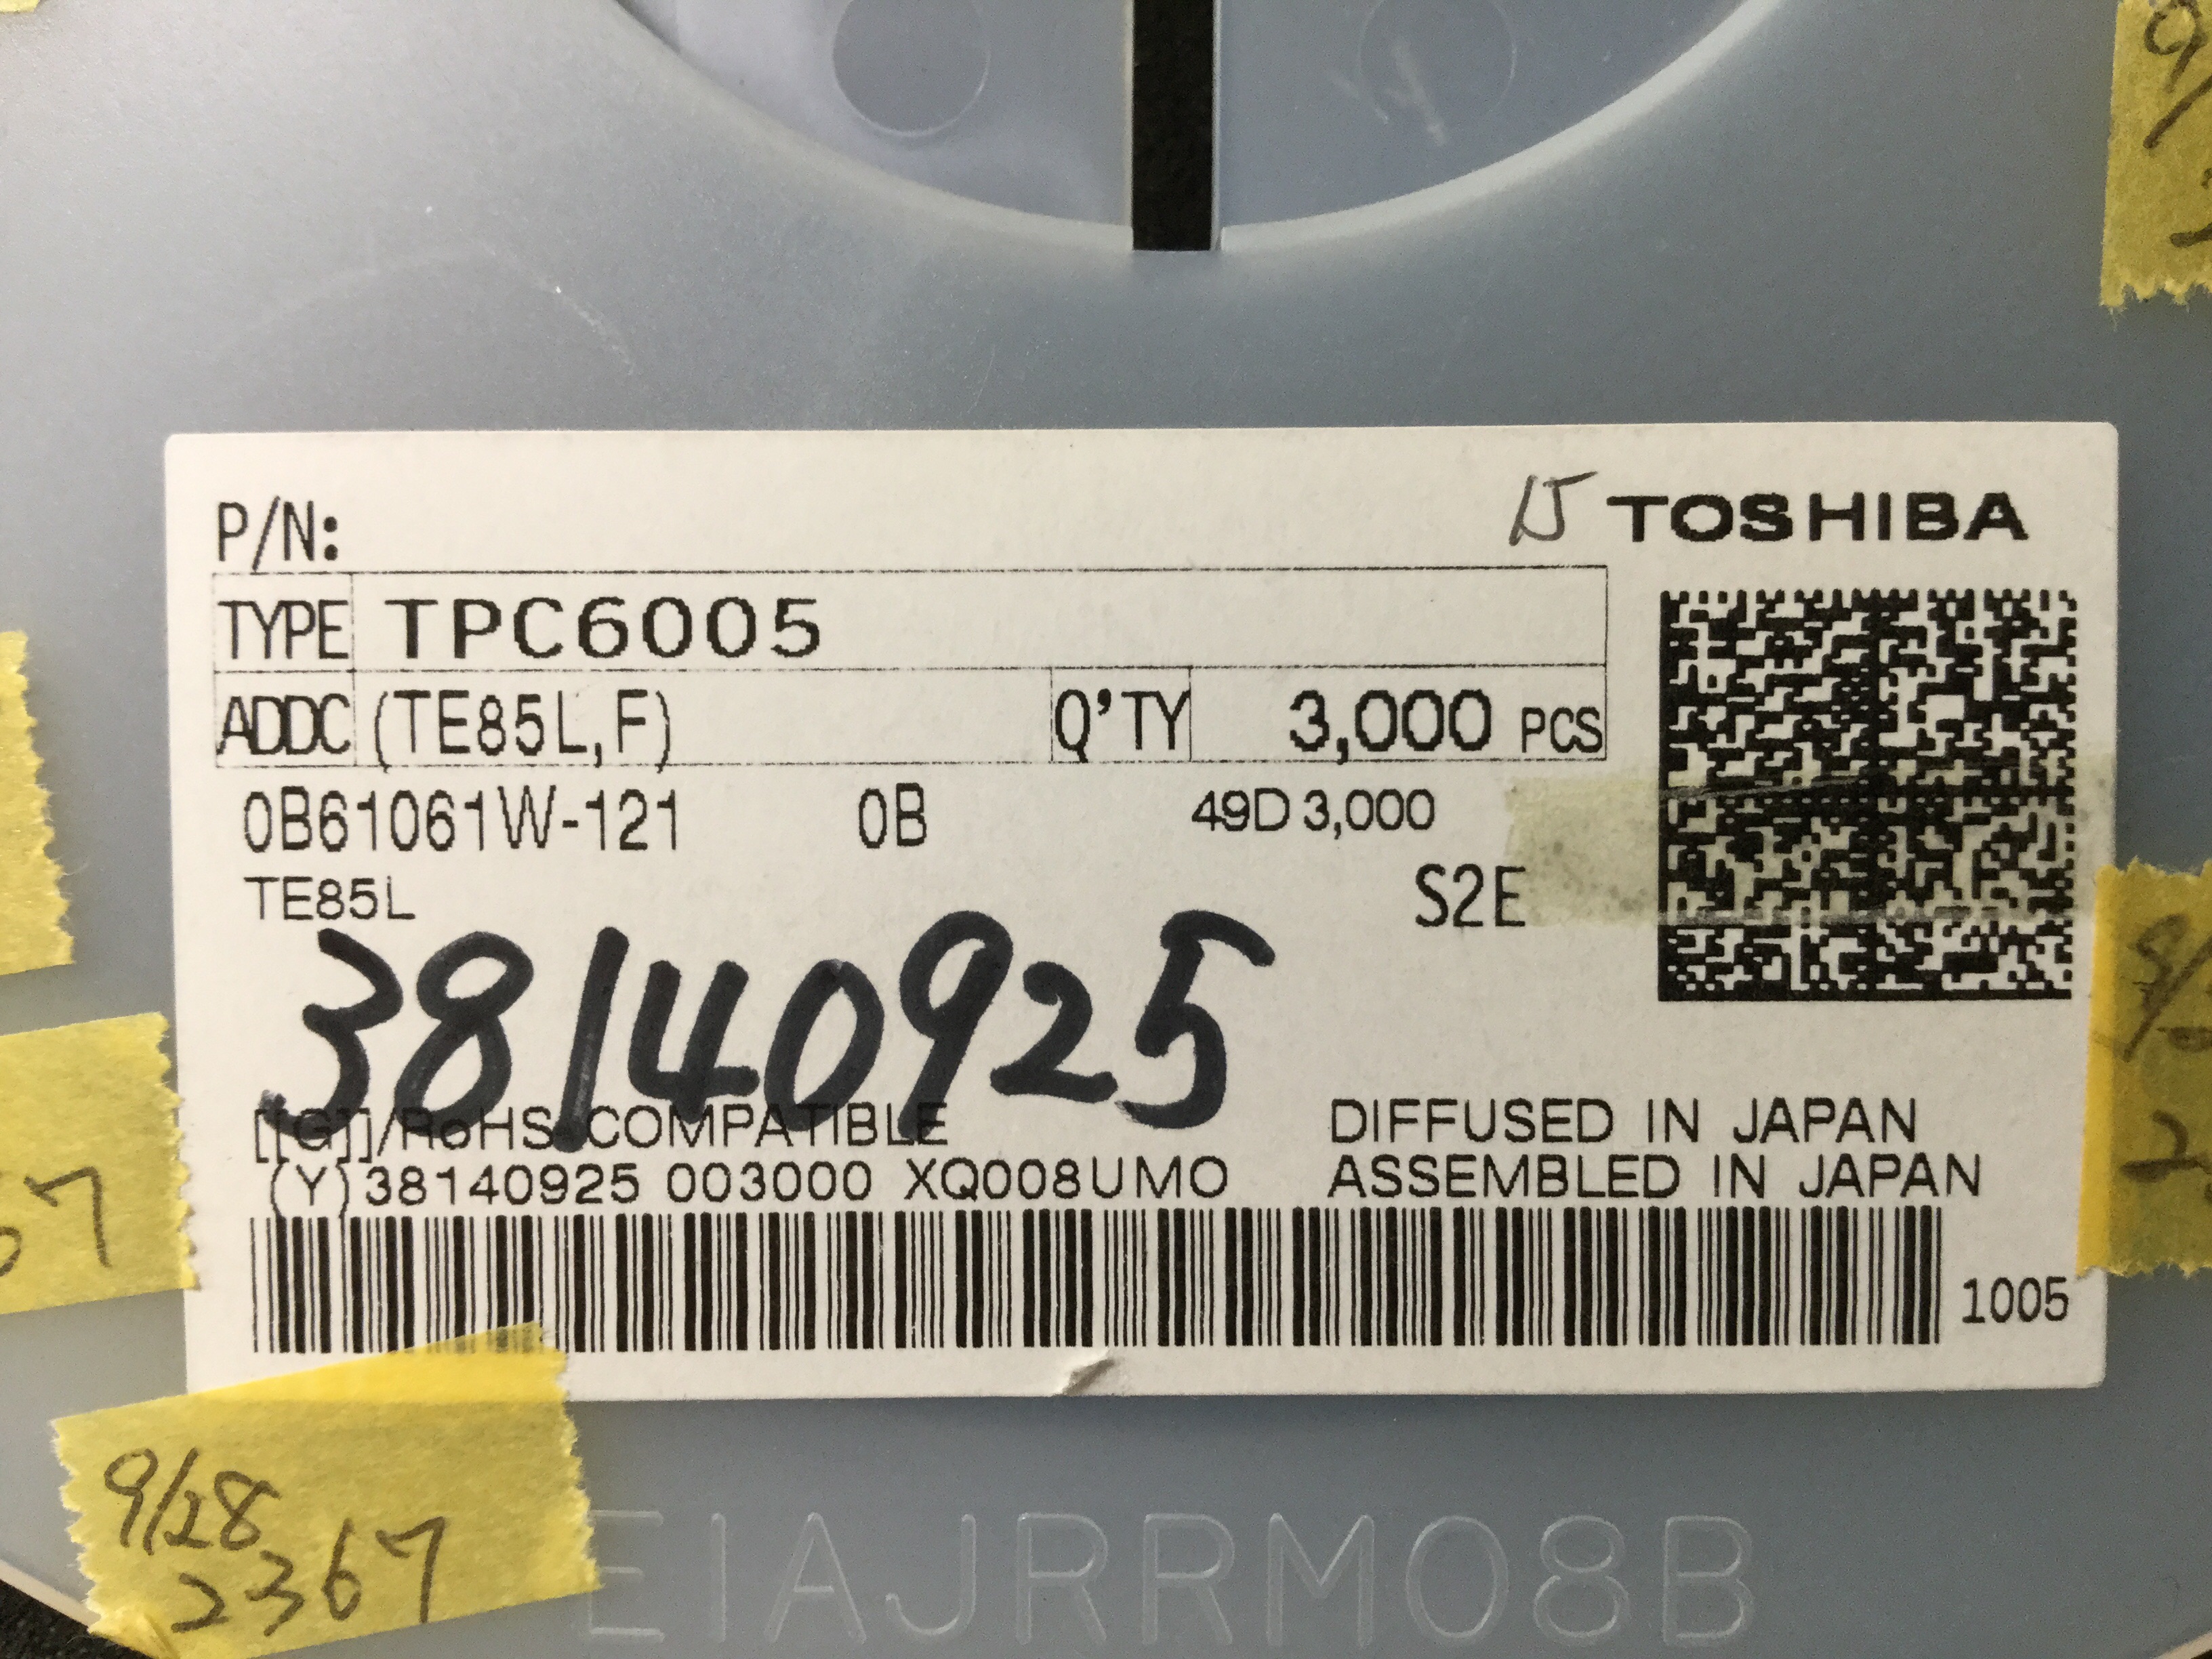 P/N:
TOSHIBA
TYPE TPC6005
ADDC (TE85L,F) Q'TY 3,000 PCS
0B61061W-121 0B 49D 3,000
TE85L S2E
38140925
[[G]]/RoHS COMPATIBLE DIFFUSED IN JAPAN
(Y)38140925 003000 XQ008UMO ASSEMBLED IN JAPAN
1005
67
9/28
2367
EIAJRRM08B